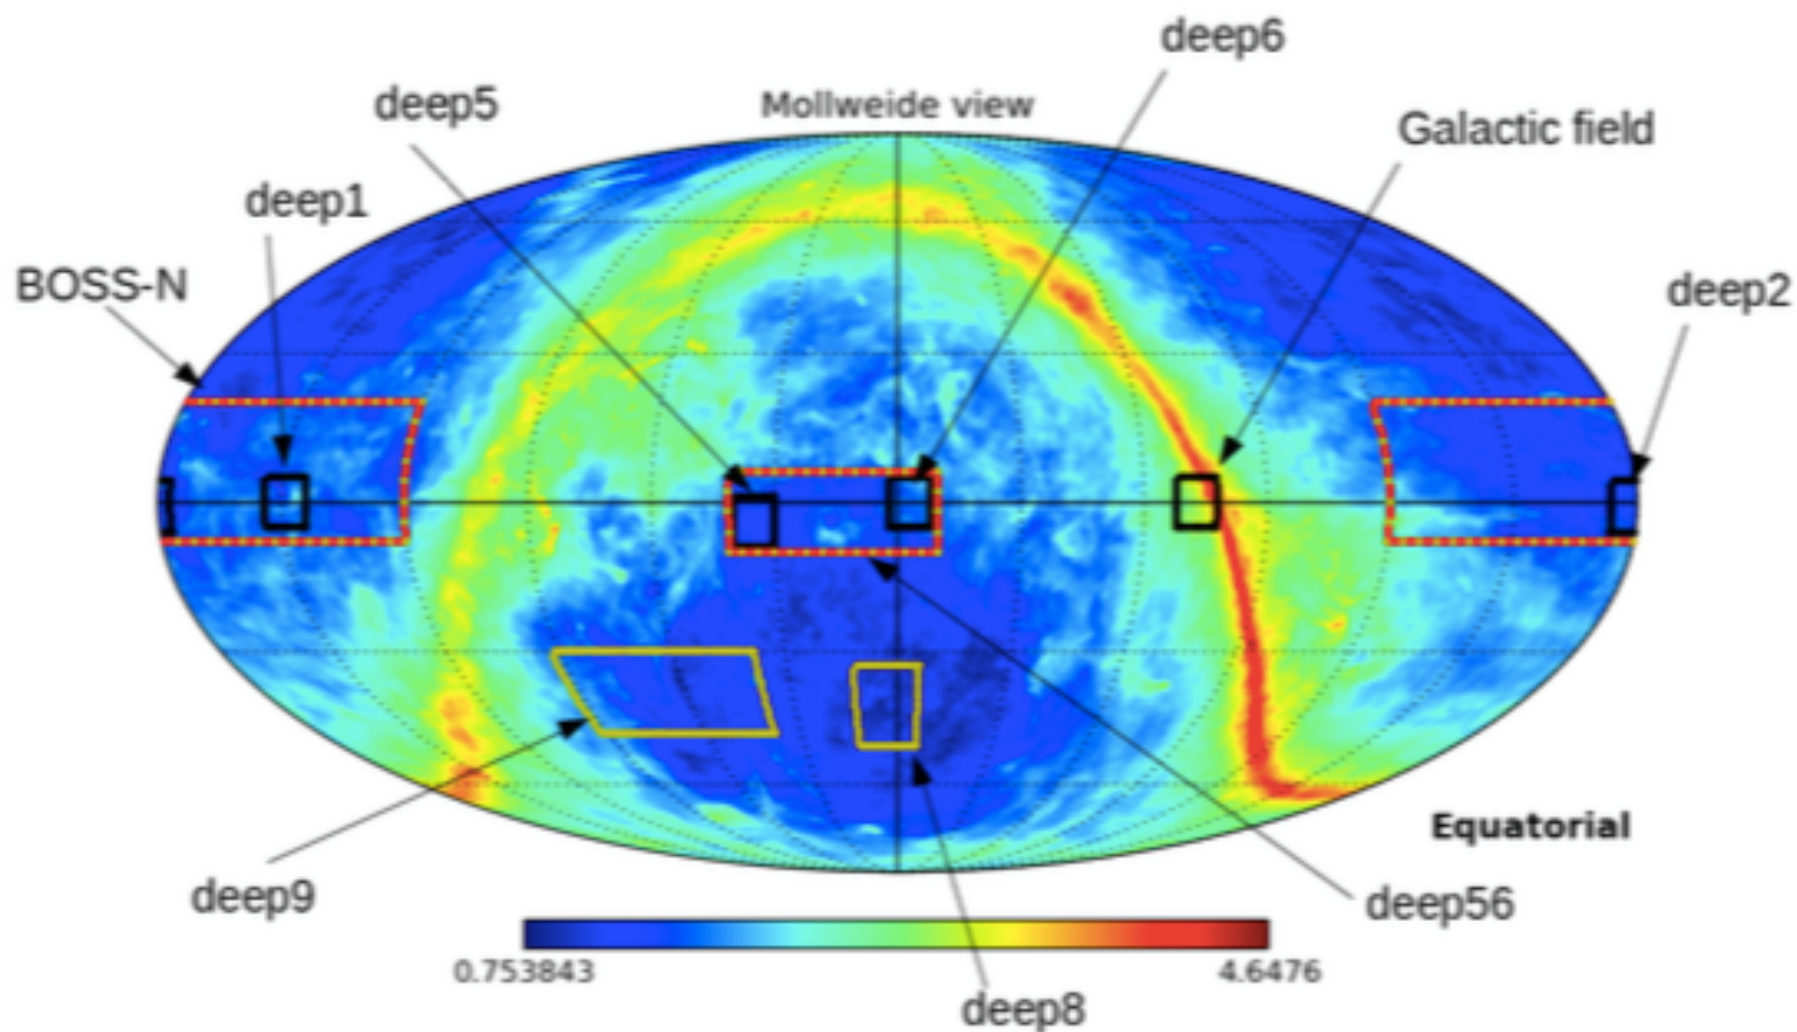 deep6
deep5
Mollweide view
Galactic field
deep1
BOSS-N
deep2
Equatorial
deep9
deep56
0.753843
4.6476
deep8